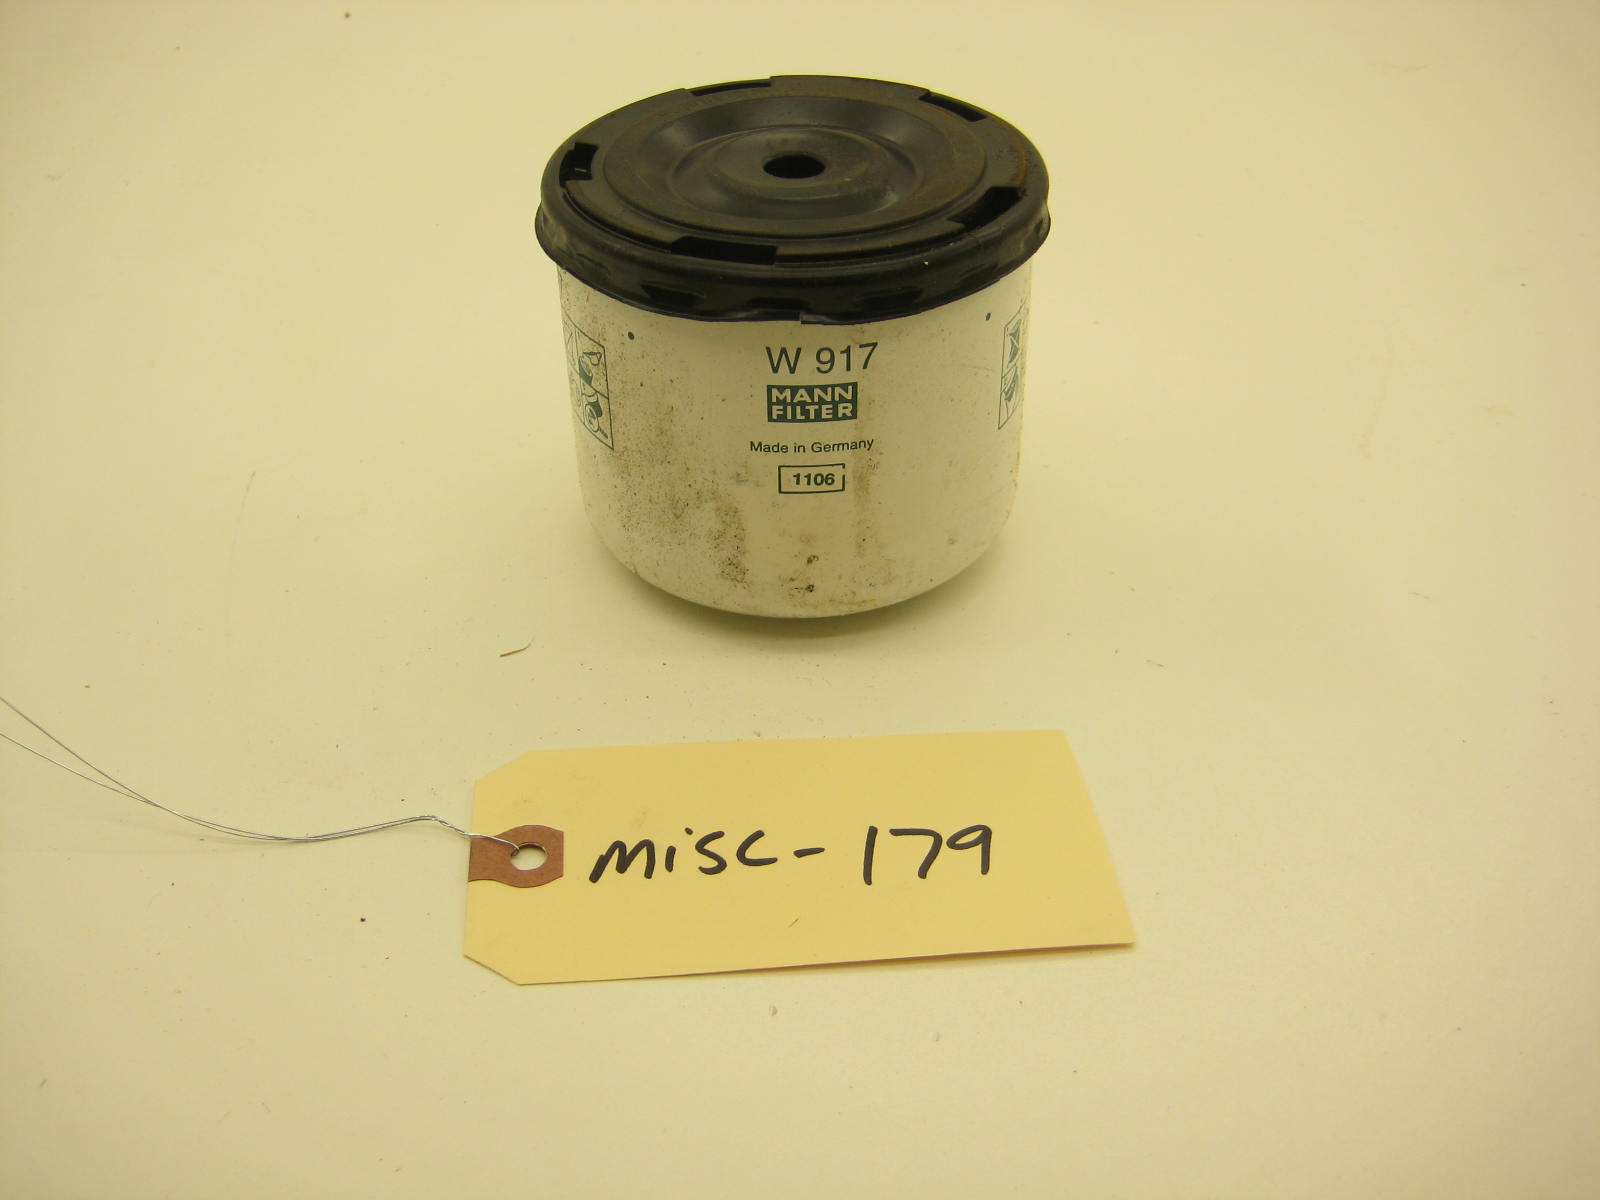 W 917
MANN
FILTER
Made in Germany
1106
misc- 179